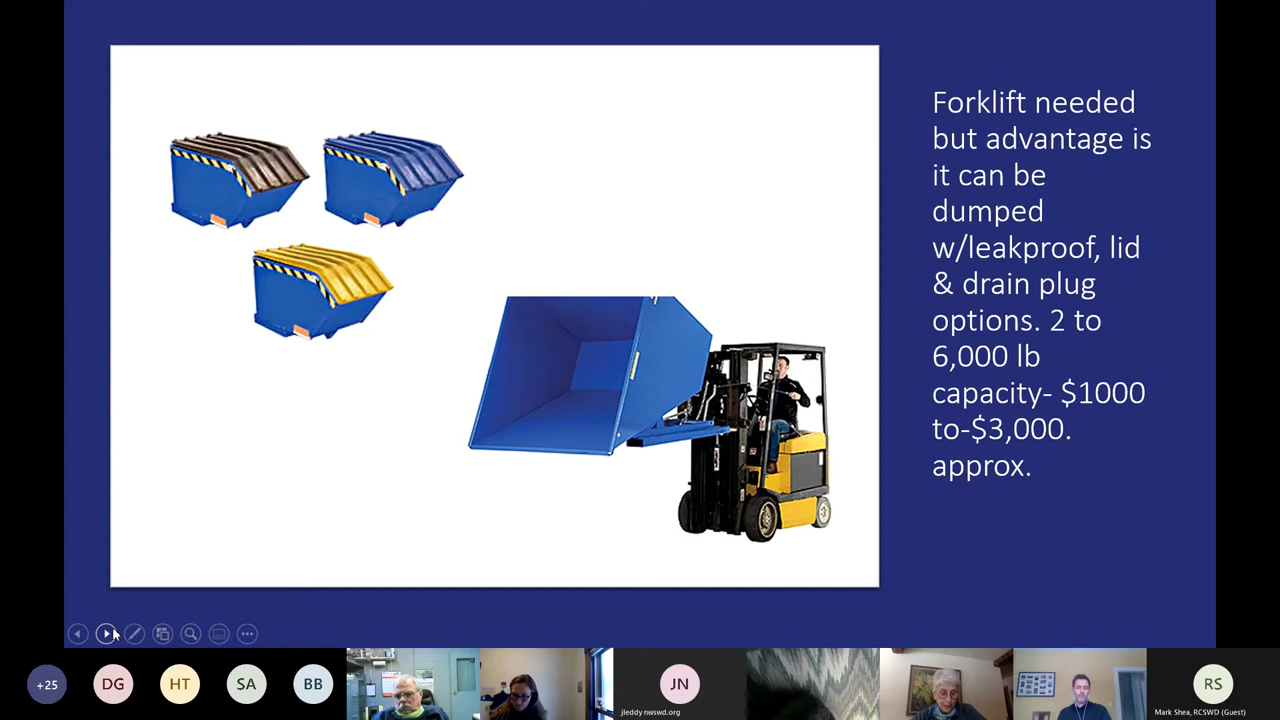 Forklift needed
but advantage is
it can be
dumped
w/leakproof, lid
& drain plug
options. 2 to
6,000 lb
capacity- $1000
to-$3,000.
approx.
+25
DG
HT
SA
BB
JN
jleddy nwswd.org
RS
Mark Shea, RCSWD (Guest)